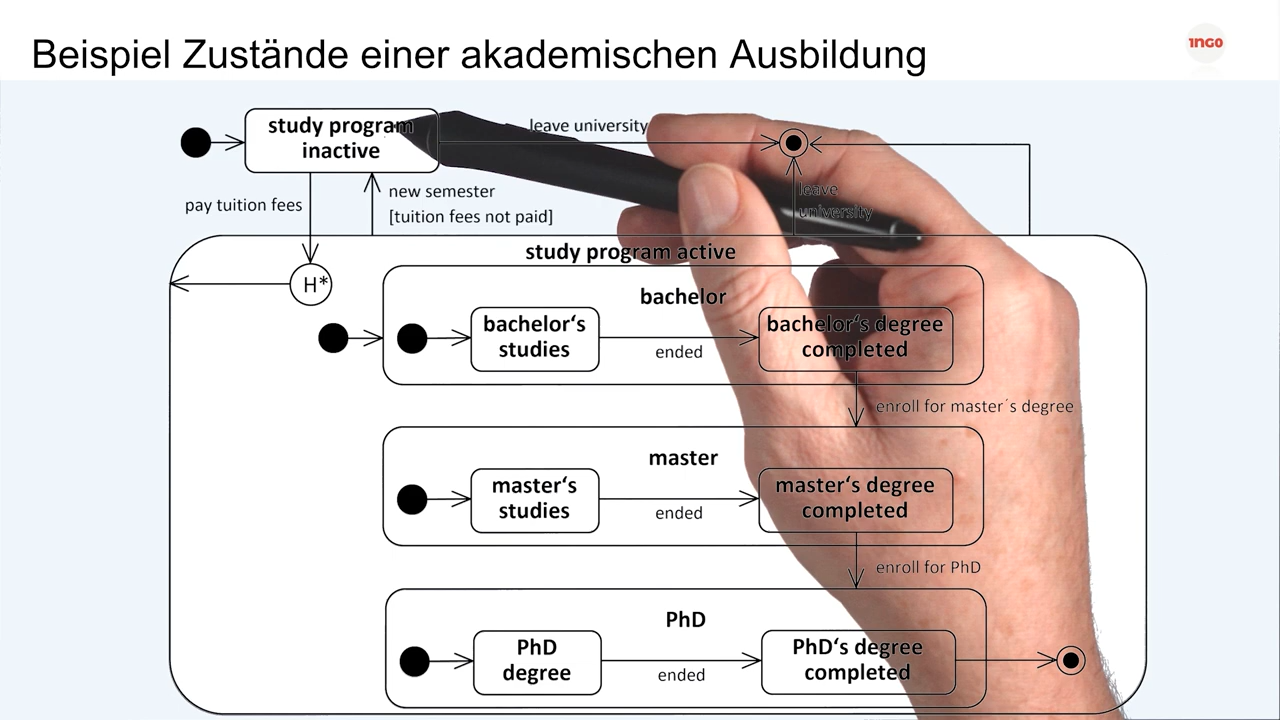 Beispiel Zustände einer akademischen Ausbildung
1NGO
study program
inactive
leave university
pay tuition fees
new semester
[tuition fees not paid]
leave
university
study program active
H*
bachelor
bachelor‘s
studies
ended
bachelor‘s degree
completed
enroll for master´s degree
master
master‘s
studies
ended
master‘s degree
completed
enroll for PhD
PhD
PhD
degree
ended
PhD‘s degree
completed